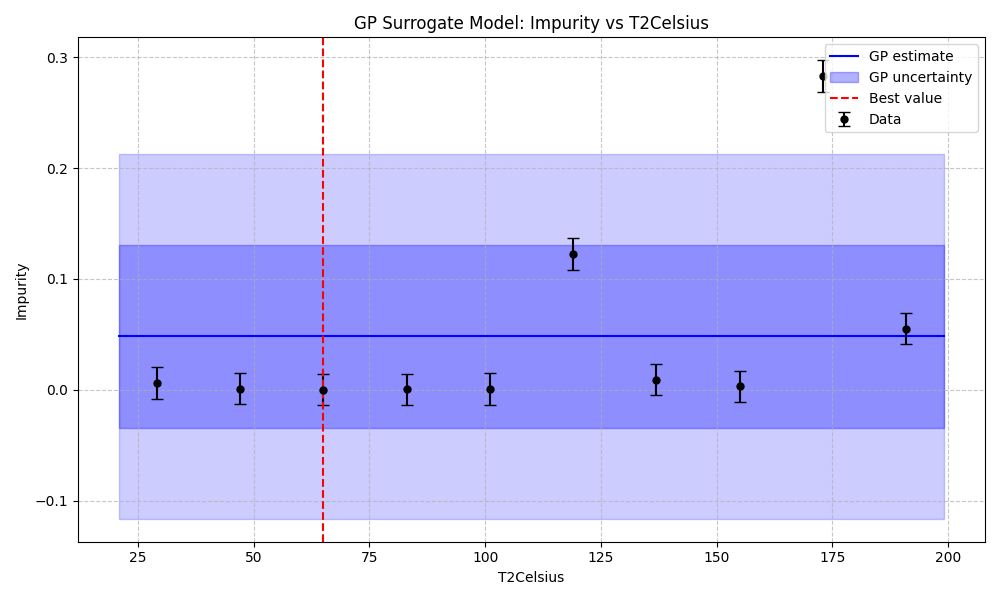 GP Surrogate Model: Impurity vs T2Celsius
GP estimate
GP uncertainty
Best value
Data
Impurity
0.3
0.2
0.1
0.0
−0.1
25
50
75
100
125
150
175
200
T2Celsius